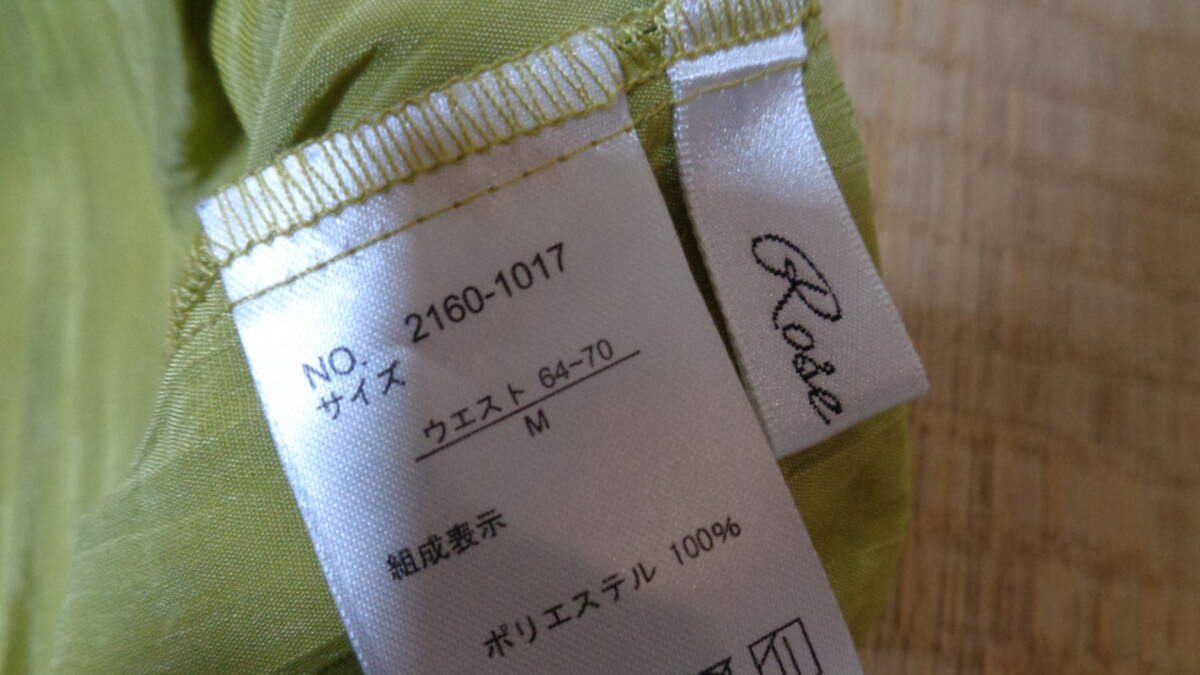 NO. 2160-1017
サイズ ウエスト 64-70
M
組成表示
ポリエステル 100%
Rose